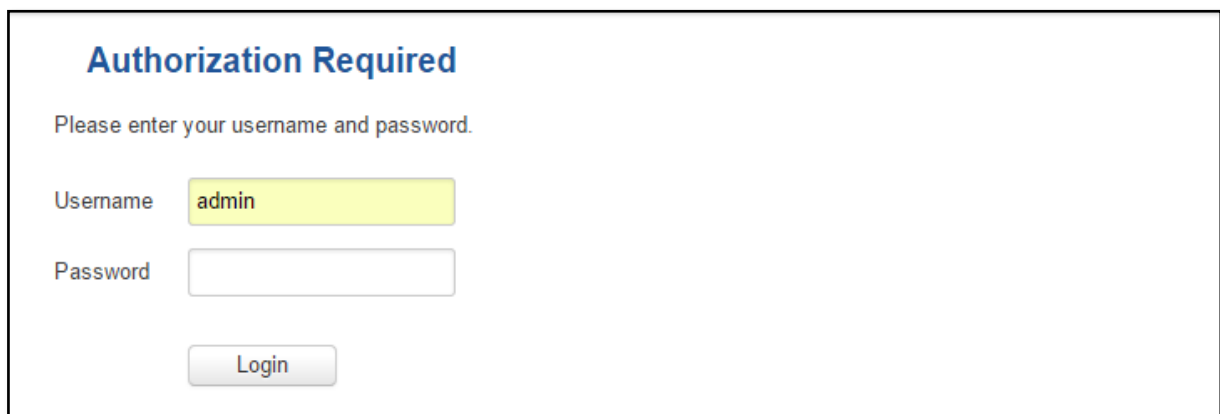 Authorization Required
Please enter your username and password.
Username admin
Password
Login